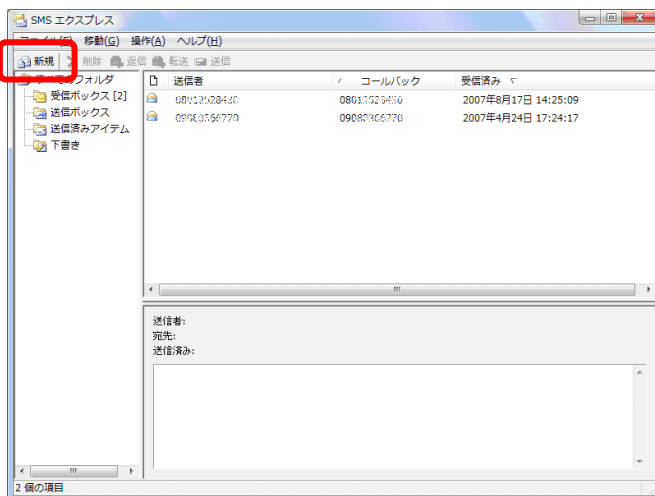 SMS エクスプレス
ファイル(F) 移動(G) 操作(A) ヘルプ(H)
新規 削除 返信 転送 送信
すべてのフォルダ
受信ボックス [2]
送信ボックス
送信済みアイテム
下書き
送信者 コールバック 受信済み
2007年8月17日 14:25:09
2007年4月24日 17:24:17
送信者:
宛先:
送信済み:
2 個の項目